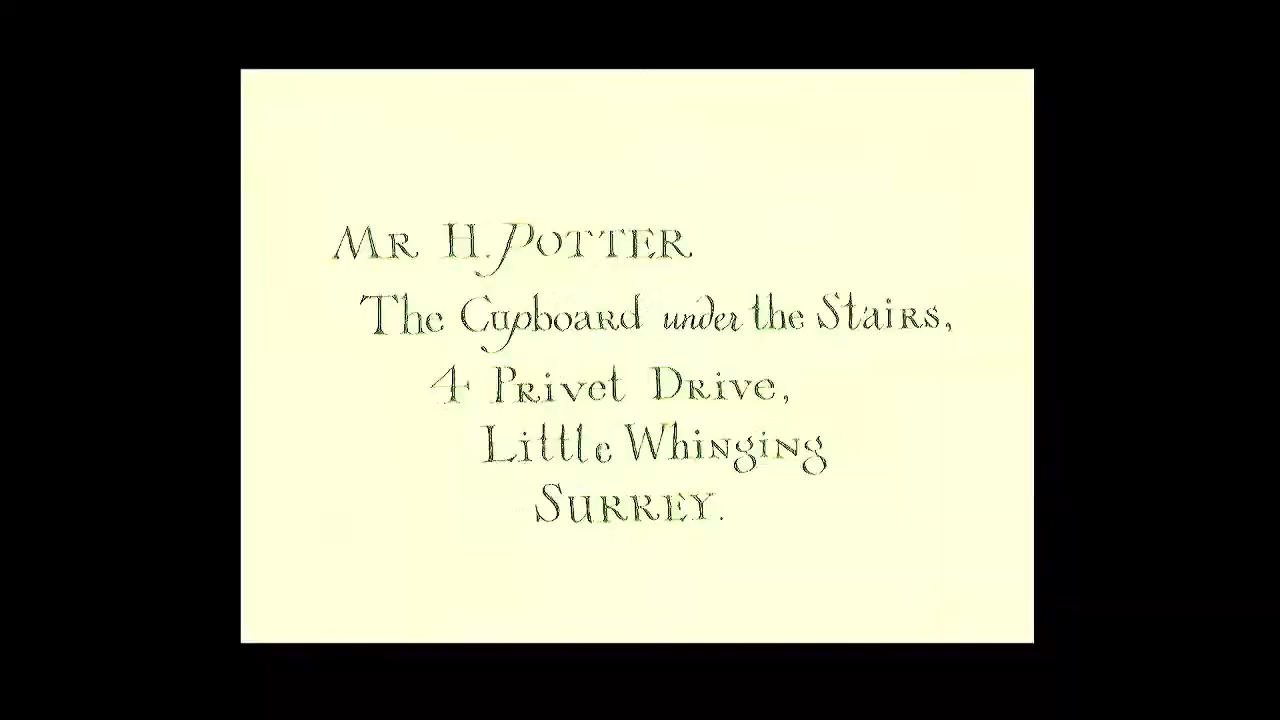 Mr H. Potter
The Cupboard under the Stairs,
4 Privet Drive,
Little Whinging
Surrey.